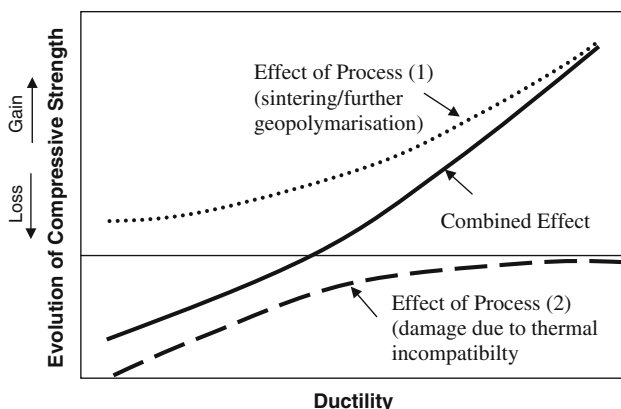 Evolution of Compressive Strength
Gain
Loss
Effect of Process (1)
(sintering/further
geopolymarisation)
Combined Effect
Effect of Process (2)
(damage due to thermal
incompatibilty
Ductility